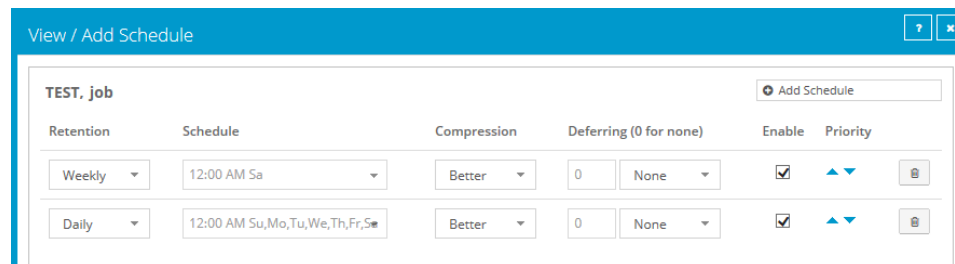 View / Add Schedule ? x
TEST, job Add Schedule
Retention Schedule Compression Deferring (0 for none) Enable Priority
Weekly 12:00 AM Sa Better 0 None
Daily 12:00 AM Su,Mo,Tu,We,Th,Fr,Sa Better 0 None